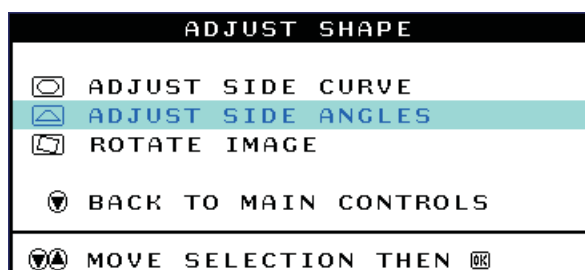 ADJUST SHAPE
ADJUST SIDE CURVE
ADJUST SIDE ANGLES
ROTATE IMAGE
BACK TO MAIN CONTROLS
MOVE SELECTION THEN OK